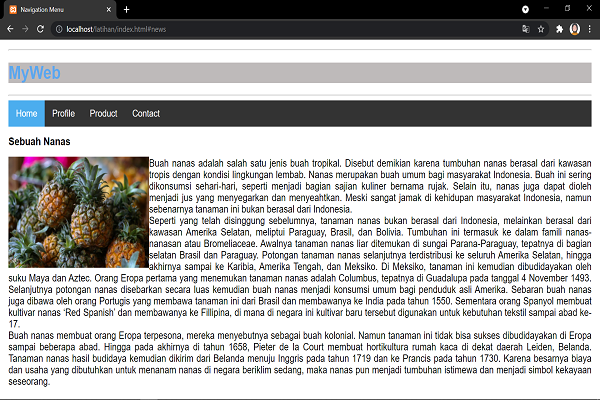 Navigation Menu
localhost/latihan/index.html#news
MyWeb
Home Profile Product Contact
Sebuah Nanas
Buah nanas adalah salah satu jenis buah tropikal. Disebut demikian karena tumbuhan nanas berasal dari kawasan
tropis dengan kondisi lingkungan lembab. Nanas merupakan buah umum bagi masyarakat Indonesia. Buah ini sering
dikonsumsi sehari-hari, seperti menjadi bagian sajian kuliner bernama rujak. Selain itu, nanas juga dapat dioleh
menjadi jus yang menyegarkan dan menyeahtkan. Meski sangat jamak di kehidupan masyarakat Indonesia, namun
sebenarnya tanaman ini bukan berasal dari Indonesia.
Seperti yang telah disinggung sebelumnya, tanaman nanas bukan berasal dari Indonesia, melainkan berasal dari
kawasan Amerika Selatan, meliptui Paraguay, Brasil, dan Bolivia. Tumbuhan ini termasuk ke dalam famili nanas-
nanasan atau Bromeliaceae. Awalnya tanaman nanas liar ditemukan di sungai Parana-Paraguay, tepatnya di bagian
selatan Brasil dan Paraguay. Potongan tanaman nanas selanjutnya terdistribusi ke seluruh Amerika Selatan, hingga
akhirnya sampai ke Karibia, Amerika Tengah, dan Meksiko. Di Meksiko, tanaman ini kemudian dibudidayakan oleh
suku Maya dan Aztec. Orang Eropa pertama yang menemukan tanaman nanas adalah Columbus, tepatnya di Guadalupa pada tanggal 4 November 1493.
Selanjutnya potongan nanas disebarkan secara luas kemudian buah nanas menjadi konsumsi umum bagi penduduk asli Amerika. Sebaran buah nanas
juga dibawa oleh orang Portugis yang membawa tanaman ini dari Brasil dan membawanya ke India pada tahun 1550. Sementara orang Spanyol membuat
kultivar nanas ‘Red Spanish’ dan membawanya ke Fillipina, di mana di negara ini kultivar baru tersebut digunakan untuk kebutuhan tekstil sampai abad ke-
17.
Buah nanas membuat orang Eropa terpesona, mereka menyebutnya sebagai buah kolonial. Namun tanaman ini tidak bisa sukses dibudidayakan di Eropa
sampai beberapa abad. Hingga pada akhirnya di tahun 1658, Pieter de la Court membuat hortikultura rumah kaca di dekat daerah Leiden, Belanda.
Tanaman nanas hasil budidaya kemudian dikirim dari Belanda menuju Inggris pada tahun 1719 dan ke Prancis pada tahun 1730. Karena besarnya biaya
dan usaha yang dibutuhkan untuk menanam nanas di negara beriklim sedang, maka nanas pun menjadi tumbuhan istimewa dan menjadi simbol kekayaan
seseorang.